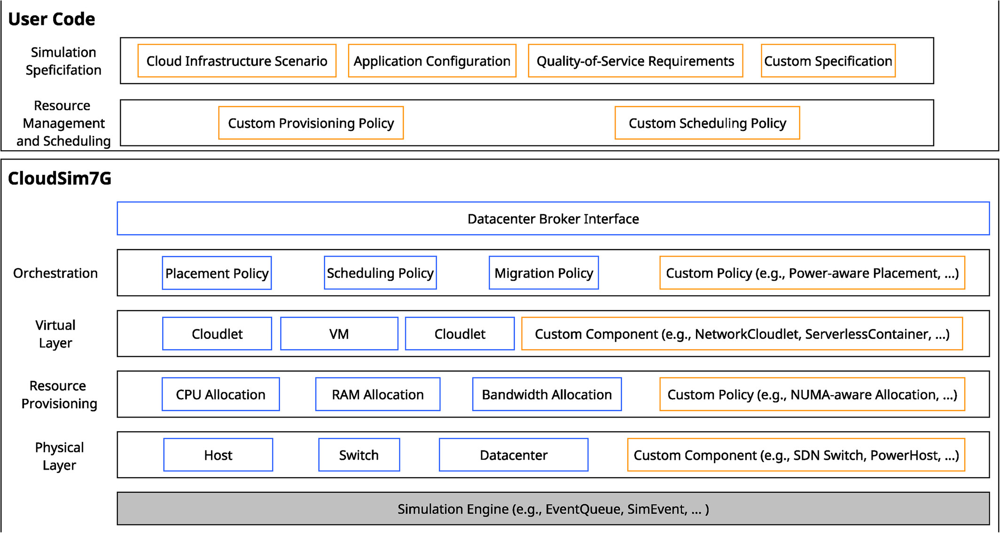 User Code
Simulation
Speficifation
Cloud Infrastructure Scenario
Application Configuration
Quality-of-Service Requirements
Custom Specification
Resource
Management
and Scheduling
Custom Provisioning Policy
Custom Scheduling Policy
CloudSim7G
Datacenter Broker Interface
Orchestration
Placement Policy
Scheduling Policy
Migration Policy
Custom Policy (e.g., Power-aware Placement, ...)
Virtual
Layer
Cloudlet
VM
Cloudlet
Custom Component (e.g., NetworkCloudlet, ServerlessContainer, ...)
Resource
Provisioning
CPU Allocation
RAM Allocation
Bandwidth Allocation
Custom Policy (e.g., NUMA-aware Allocation, ...)
Physical
Layer
Host
Switch
Datacenter
Custom Component (e.g., SDN Switch, PowerHost, ...)
Simulation Engine (e.g., EventQueue, SimEvent, ... )